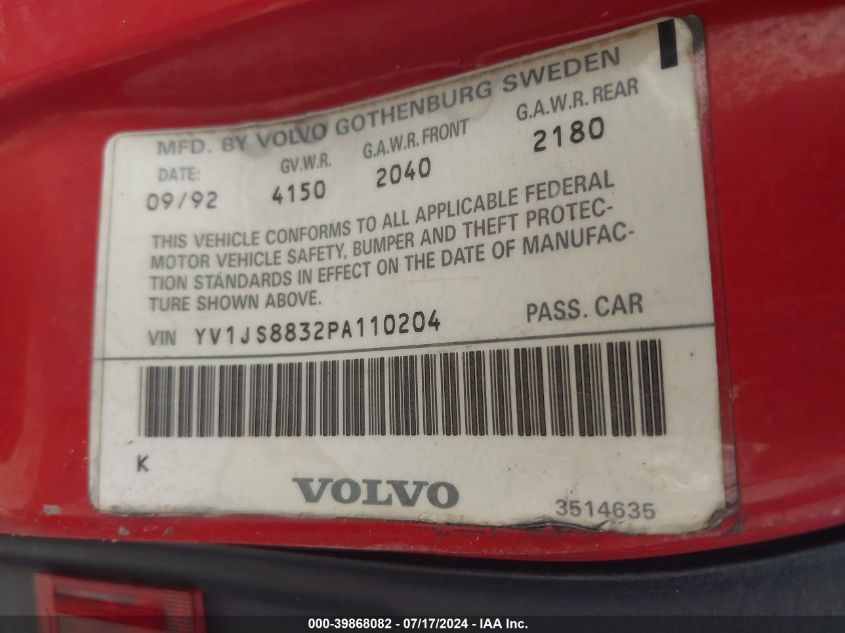 MFD. BY VOLVO GOTHENBURG SWEDEN
DATE: GV.W.R. G.A.W.R. FRONT G.A.W.R. REAR
09/92 4150 2040 2180
THIS VEHICLE CONFORMS TO ALL APPLICABLE FEDERAL
MOTOR VEHICLE SAFETY, BUMPER AND THEFT PROTEC-
TION STANDARDS IN EFFECT ON THE DATE OF MANUFAC-
TURE SHOWN ABOVE.
VIN YV1JS8832PA110204 PASS. CAR
K
VOLVO
3514635
000-39868082 - 07/17/2024 - IAA Inc.